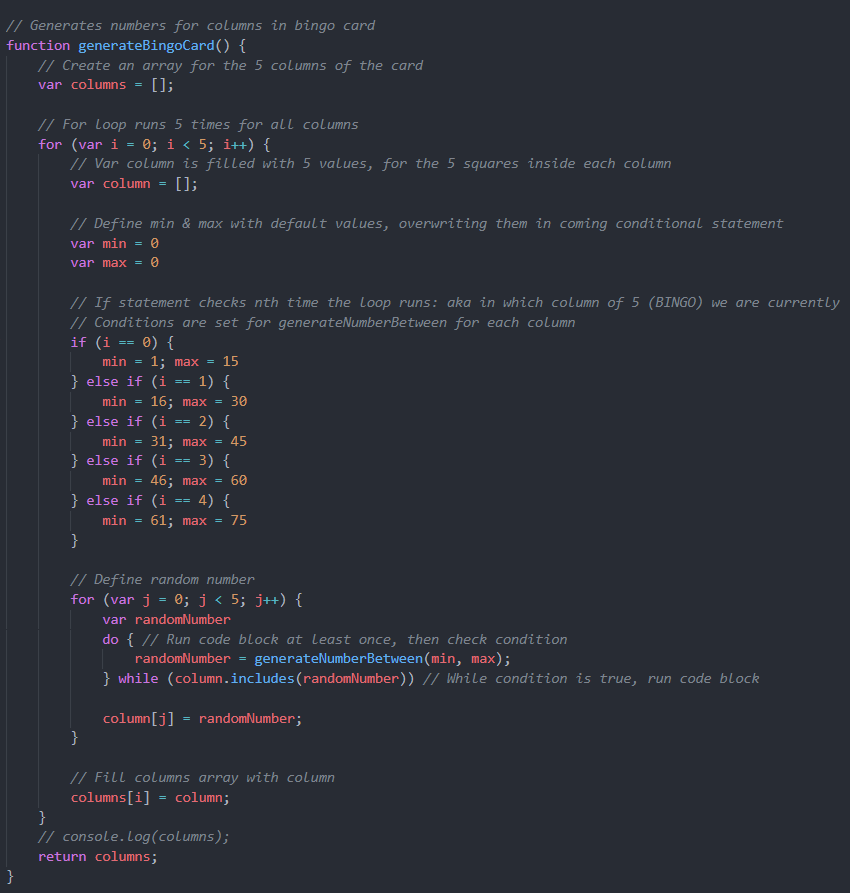 // Generates numbers for columns in bingo card
function generateBingoCard() {
    // Create an array for the 5 columns of the card
    var columns = [];

    // For loop runs 5 times for all columns
    for (var i = 0; i < 5; i++) {
        // Var column is filled with 5 values, for the 5 squares inside each column
        var column = [];

        // Define min & max with default values, overwriting them in coming conditional statement
        var min = 0
        var max = 0

        // If statement checks nth time the loop runs: aka in which column of 5 (BINGO) we are currently
        // Conditions are set for generateNumberBetween for each column
        if (i == 0) {
            min = 1; max = 15
        } else if (i == 1) {
            min = 16; max = 30
        } else if (i == 2) {
            min = 31; max = 45
        } else if (i == 3) {
            min = 46; max = 60
        } else if (i == 4) {
            min = 61; max = 75
        }

        // Define random number
        for (var j = 0; j < 5; j++) {
            var randomNumber
            do { // Run code block at least once, then check condition
                randomNumber = generateNumberBetween(min, max);
            } while (column.includes(randomNumber)) // While condition is true, run code block

            column[j] = randomNumber;
        }

        // Fill columns array with column
        columns[i] = column;
    }
    // console.log(columns);
    return columns;
}